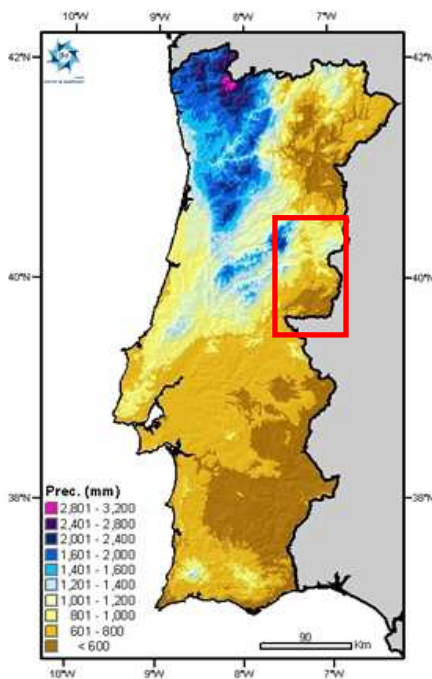 10°W 9°W 8°W 7°W
42°N 42°N
40°N 40°N
38°N 38°N
Prec. (mm)
2,801 - 3,200
2,401 - 2,800
2,001 - 2,400
1,601 - 2,000
1,401 - 1,600
1,201 - 1,400
1,001 - 1,200
801 - 1,000
601 - 800
< 600
90
Km
10°W 9°W 8°W 7°W